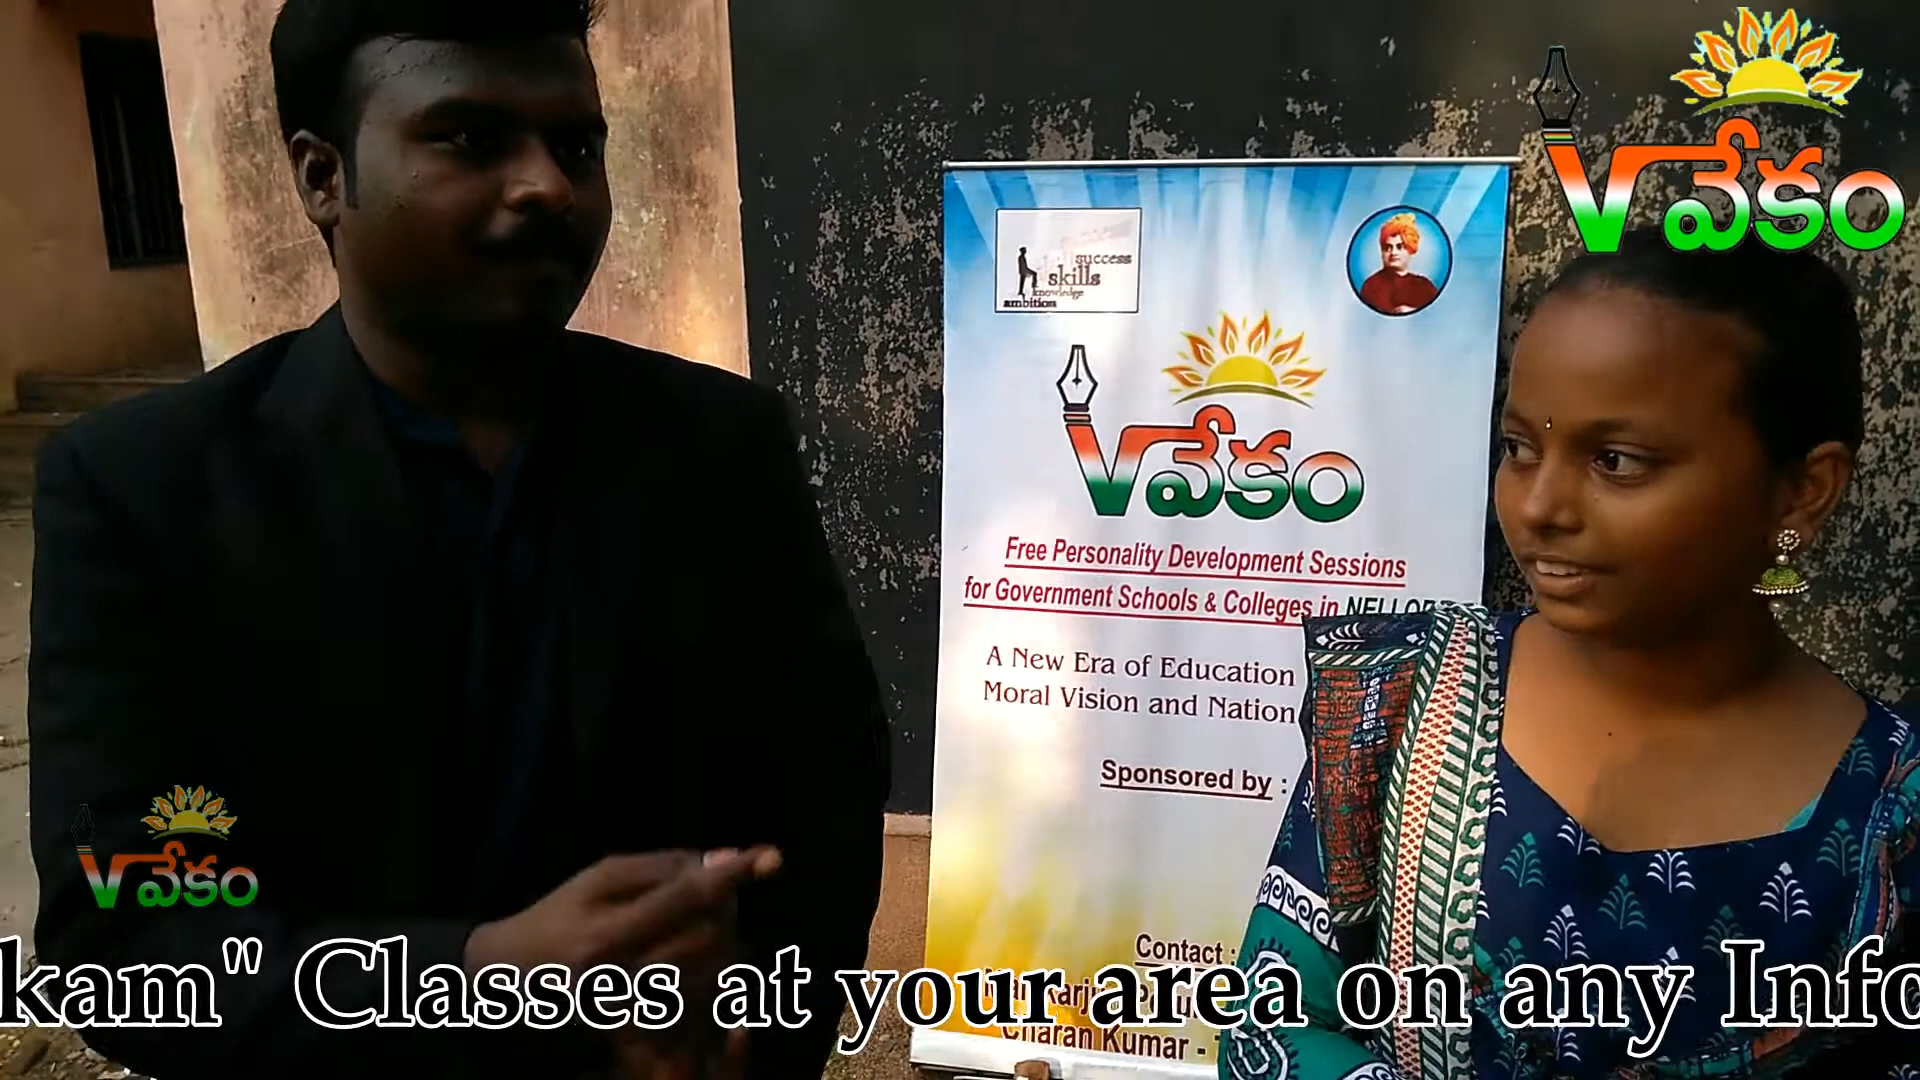 Vవేకం
success
skills
knowledge
ambition
Vవేకం
Free Personality Development Sessions
for Government Schools & Colleges in NELLORE
A New Era of Education
Moral Vision and Nation
Sponsored by :
Vవేకం
Contact :
Charan Kumar -
kam" Classes at your area on any Info